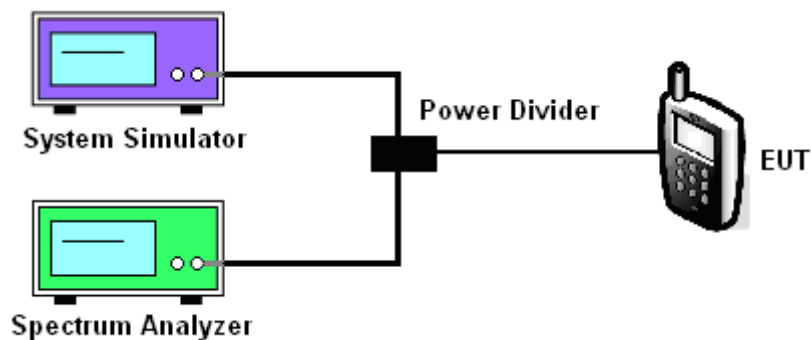 System Simulator
Power Divider
EUT
Spectrum Analyzer